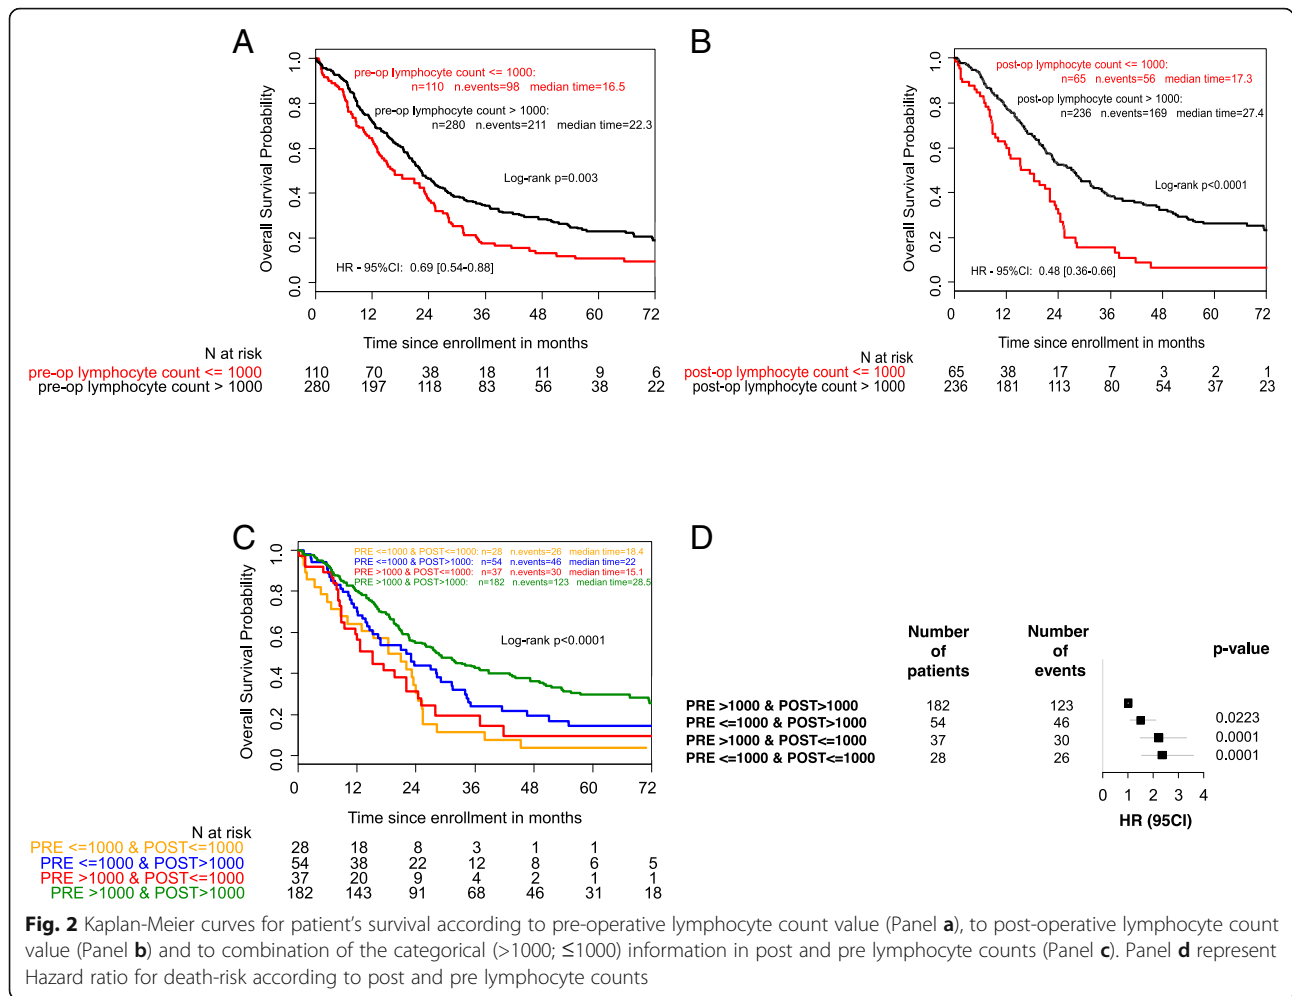 A
Overall Survival Probability
1.0
0.8
0.6
0.4
0.2
0.0
pre-op lymphocyte count <= 1000:
n=110 n.events=98 median time=16.5
pre-op lymphocyte count > 1000:
n=280 n.events=211 median time=22.3
Log-rank p=0.003
HR - 95%CI: 0.69 [0.54-0.88]
0 12 24 36 48 60 72
Time since enrollment in months
N at risk
pre-op lymphocyte count <= 1000 110 70 38 18 11 9 6
pre-op lymphocyte count > 1000 280 197 118 83 56 38 22
B
Overall Survival Probability
1.0
0.8
0.6
0.4
0.2
0.0
post-op lymphocyte count <= 1000:
n=65 n.events=56 median time=17.3
post-op lymphocyte count > 1000:
n=236 n.events=169 median time=27.4
Log-rank p<0.0001
HR - 95%CI: 0.48 [0.36-0.66]
0 12 24 36 48 60 72
Time since enrollment in months
N at risk
post-op lymphocyte count <= 1000 65 38 17 7 3 2 1
post-op lymphocyte count > 1000 236 181 113 80 54 37 23
C
Overall Survival Probability
1.0
0.8
0.6
0.4
0.2
0.0
PRE <=1000 & POST<=1000: n=28 n.events=26 median time=18.4
PRE <=1000 & POST>1000: n=54 n.events=46 median time=22
PRE >1000 & POST<=1000: n=37 n.events=30 median time=15.1
PRE >1000 & POST>1000: n=182 n.events=123 median time=28.5
Log-rank p<0.0001
0 12 24 36 48 60 72
Time since enrollment in months
N at risk
PRE <=1000 & POST<=1000 28 18 8 3 1 1
PRE <=1000 & POST>1000 54 38 22 12 8 6 5
PRE >1000 & POST<=1000 37 20 9 4 2 1 1
PRE >1000 & POST>1000 182 143 91 68 46 31 18
D
Number of patients
Number of events
p-value
PRE >1000 & POST>1000 182 123
PRE <=1000 & POST>1000 54 46 0.0223
PRE >1000 & POST<=1000 37 30 0.0001
PRE <=1000 & POST<=1000 28 26 0.0001
0 1 2 3 4
HR (95CI)
Fig. 2 Kaplan-Meier curves for patient's survival according to pre-operative lymphocyte count value (Panel a), to post-operative lymphocyte count
value (Panel b) and to combination of the categorical (>1000; ≤1000) information in post and pre lymphocyte counts (Panel c). Panel d represent
Hazard ratio for death-risk according to post and pre lymphocyte counts